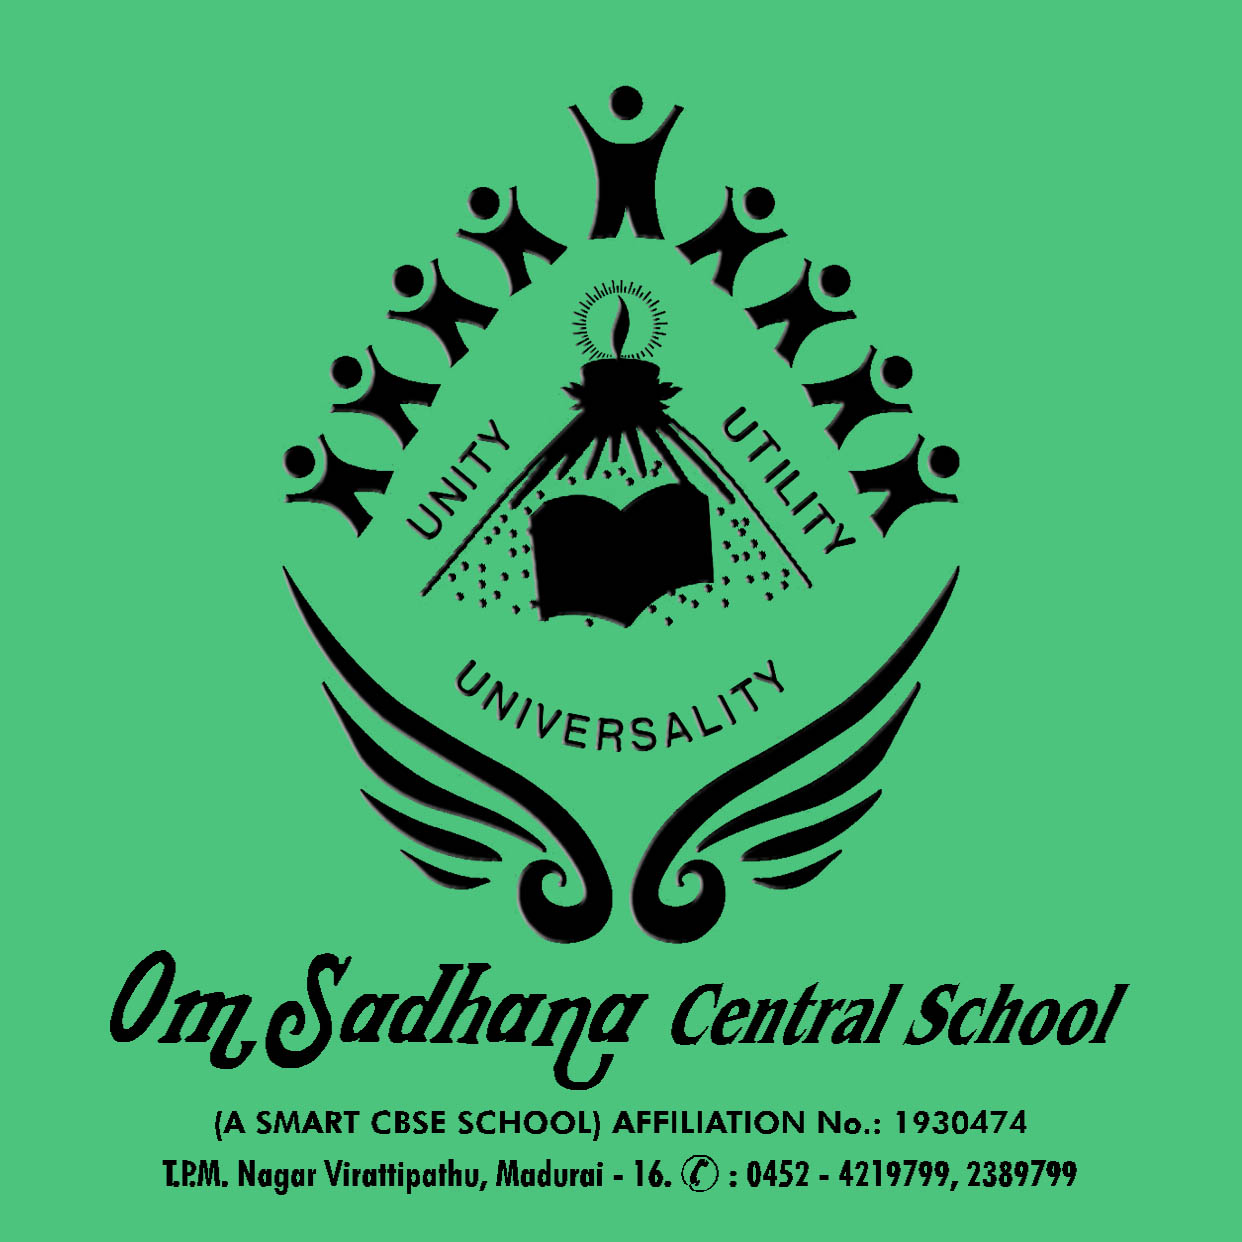 UNITY
UTILITY
UNIVERSALITY
Om Sadhana Central School
(A SMART CBSE SCHOOL) AFFILIATION No.: 1930474
T.P.M. Nagar Virattipathu, Madurai - 16. ✆ : 0452 - 4219799, 2389799